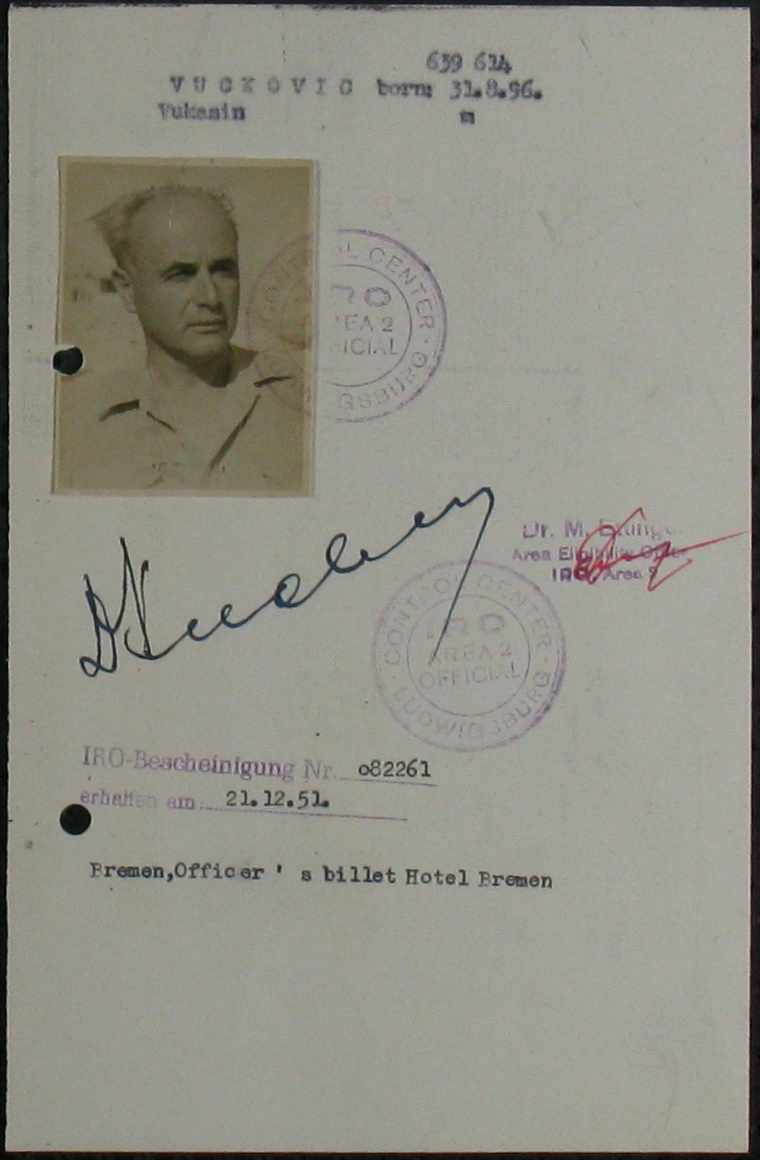 639 614
VUCKOVIC born: 31.8.96.
Vukasin m
CONTROL CENTER
IRO
AREA 2
OFFICIAL
LUDWIGSBURG
Dr. M.
Area Eligibility Officer
IRO Area
CONTROL CENTER
IRO
AREA 2
OFFICIAL
LUDWIGSBURG
IRO-Bescheinigung Nr. o82261
erhalten am: 21.12.51.
Bremen,Officer ' s billet Hotel Bremen